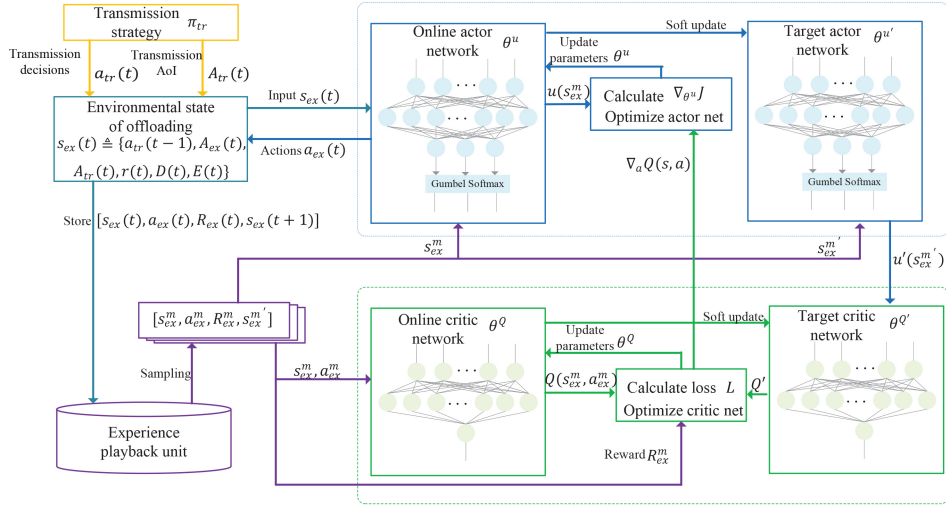 Transmission
strategy π_tr
Transmission
decisions
a_tr(t)
Transmission
AoI
A_tr(t)
Environmental state
of offloading
s_ex(t) ≜ {a_tr(t − 1), A_ex(t),
A_tr(t), r(t), D(t), E(t)}
Input s_ex(t)
Actions a_ex(t)
Store [s_ex(t), a_ex(t), R_ex(t), s_ex(t + 1)]
Online actor
network θ^u
Gumbel Softmax
Soft update
Update
parameters θ^u
u(s_ex^m)
Calculate ∇_{θ^u} J
Optimize actor net
∇_a Q(s, a)
Target actor
network θ^{u'}
Gumbel Softmax
s_ex^m
s_ex^{m'}
u'(s_ex^{m'})
[s_ex^m, a_ex^m, R_ex^m, s_ex^{m'}]
Sampling
Experience
playback unit
s_ex^m, a_ex^m
Online critic
network θ^Q
Soft update
Update
parameters θ^Q
Q(s_ex^m, a_ex^m)
Calculate loss L
Optimize critic net
Q'
Target critic
network θ^{Q'}
Reward R_ex^m